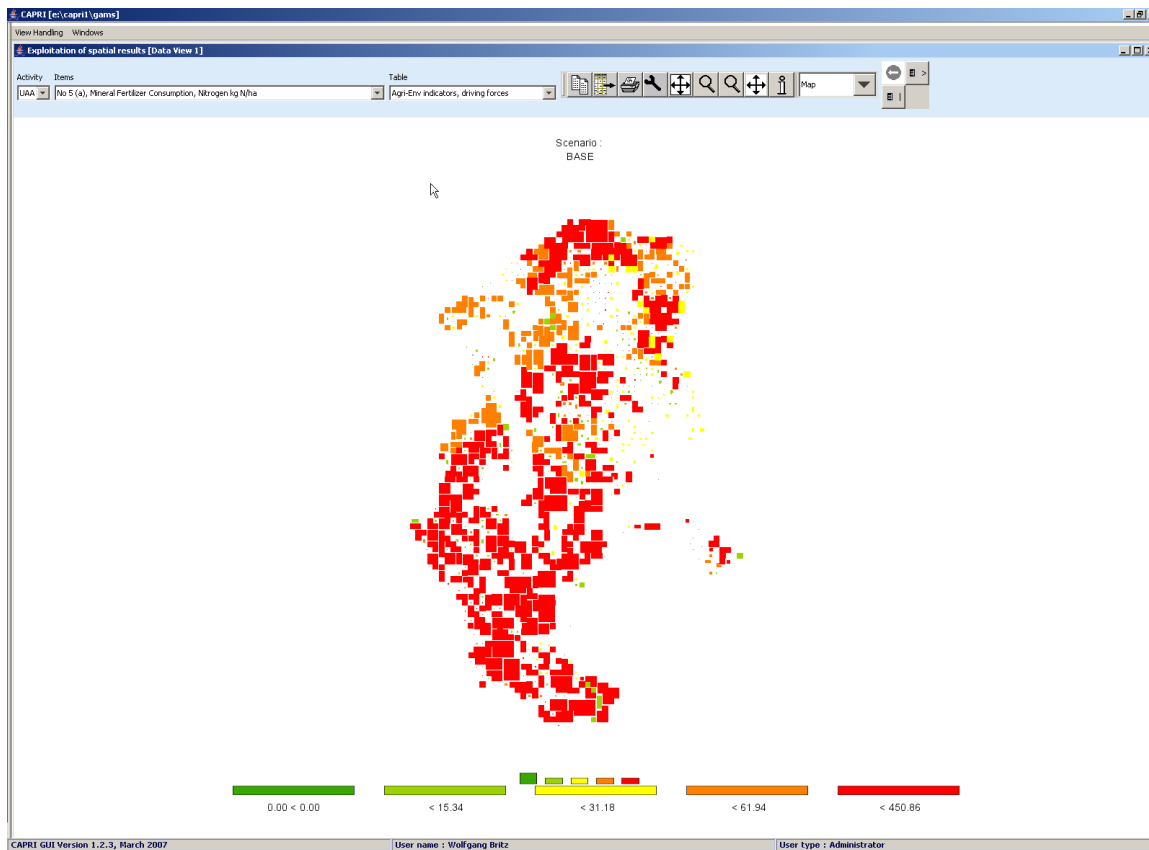 CAPRI [e:\capri1\gams]
View Handling Windows
Exploitation of spatial results [Data View 1]
Activity Items Table
UAA No 5 (a), Mineral Fertilizer Consumption, Nitrogen kg N/ha Agri-Env indicators, driving forces Map
Scenario :
BASE
0.00 < 0.00 < 15.34 < 31.18 < 61.94 < 450.86
CAPRI GUI Version 1.2.3, March 2007 User name : Wolfgang Britz User type : Administrator